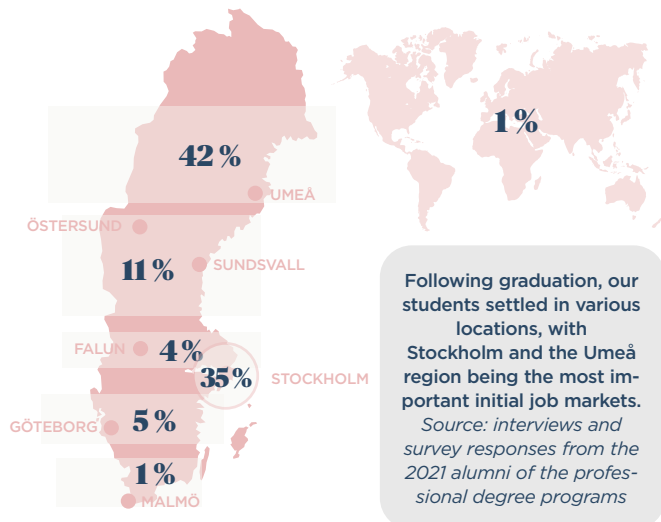 1 %
42 %
UMEÅ
ÖSTERSUND
11 %
SUNDSVALL
FALUN
4 %
35 %
STOCKHOLM
GÖTEBORG
5 %
1 %
MALMÖ
Following graduation, our
students settled in various
locations, with
Stockholm and the Umeå
region being the most im-
portant initial job markets.
Source: interviews and
survey responses from the
2021 alumni of the profes-
sional degree programs